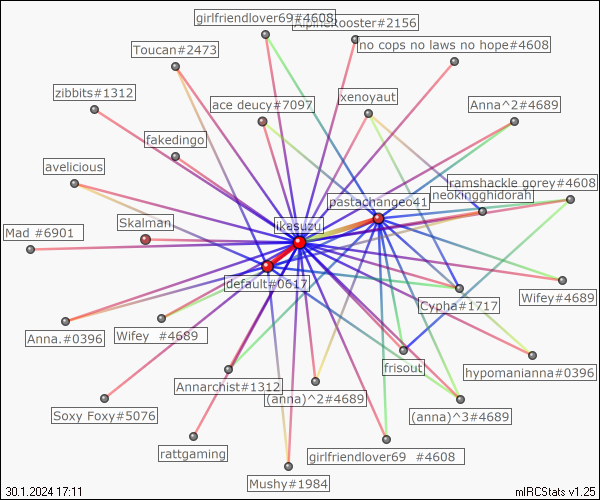 girlfriendlover69#4608
AlpineRooster#2156
no cops no laws no hope#4608
Toucan#2473
zibbits#1312
ace deucy#7097
xenoyaut
Anna^2#4689
fakedingo
avelicious
ramshackle gorey#4608
neokingghidorah
pastachangeo41
Skalman
ikasuzu
Mad #6901
default#0617
Cypha#1717
Wifey#4689
Anna.#0396
Wifey  #4689
frisout
hypomanianna#0396
Annarchist#1312
(anna)^2#4689
Soxy Foxy#5076
(anna)^3#4689
rattgaming
girlfriendlover69  #4608
Mushy#1984
30.1.2024 17:11
mIRCStats v1.25